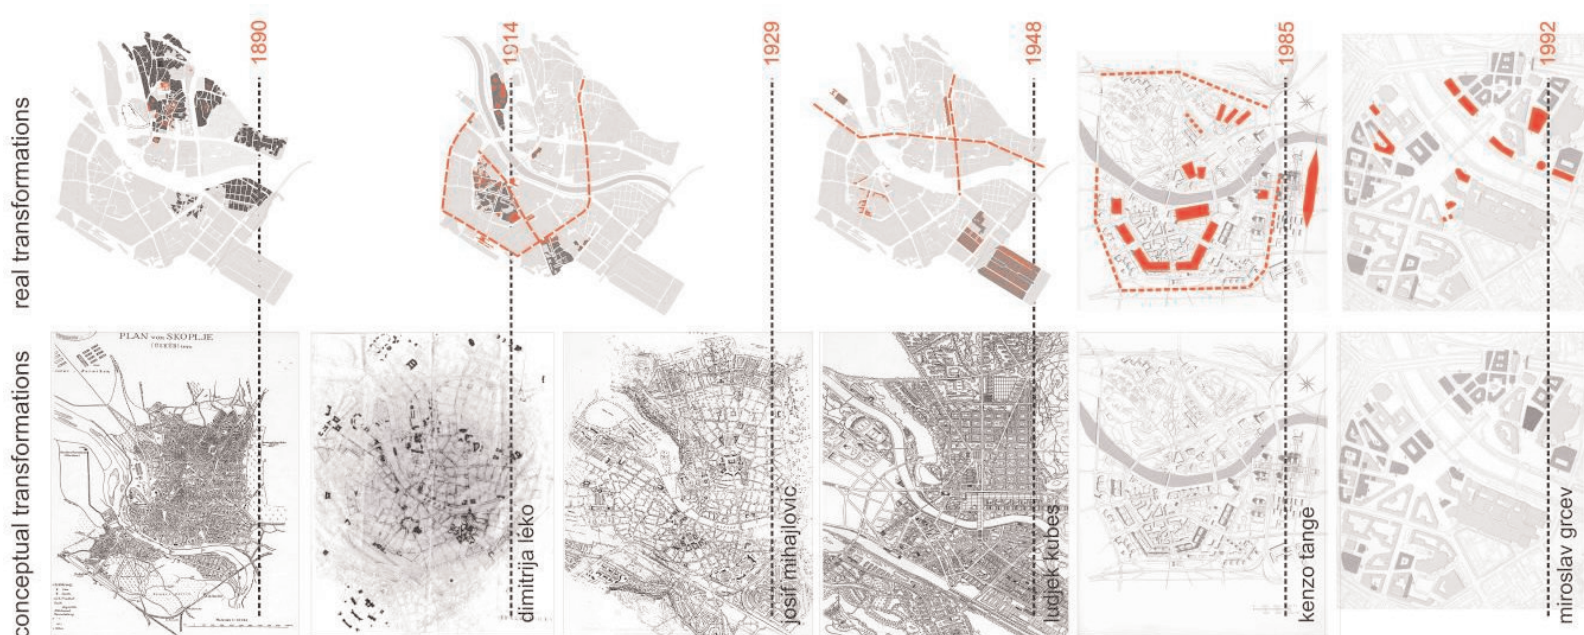 real transformations
1890
1914
1929
1948
1985
1992
conceptual transformations
PLAN von SKOPLJE
(ÜSKÜB)
dimitrija leko
josif mihajlovic
ludjek kubes
kenzo tange
miroslav grcev